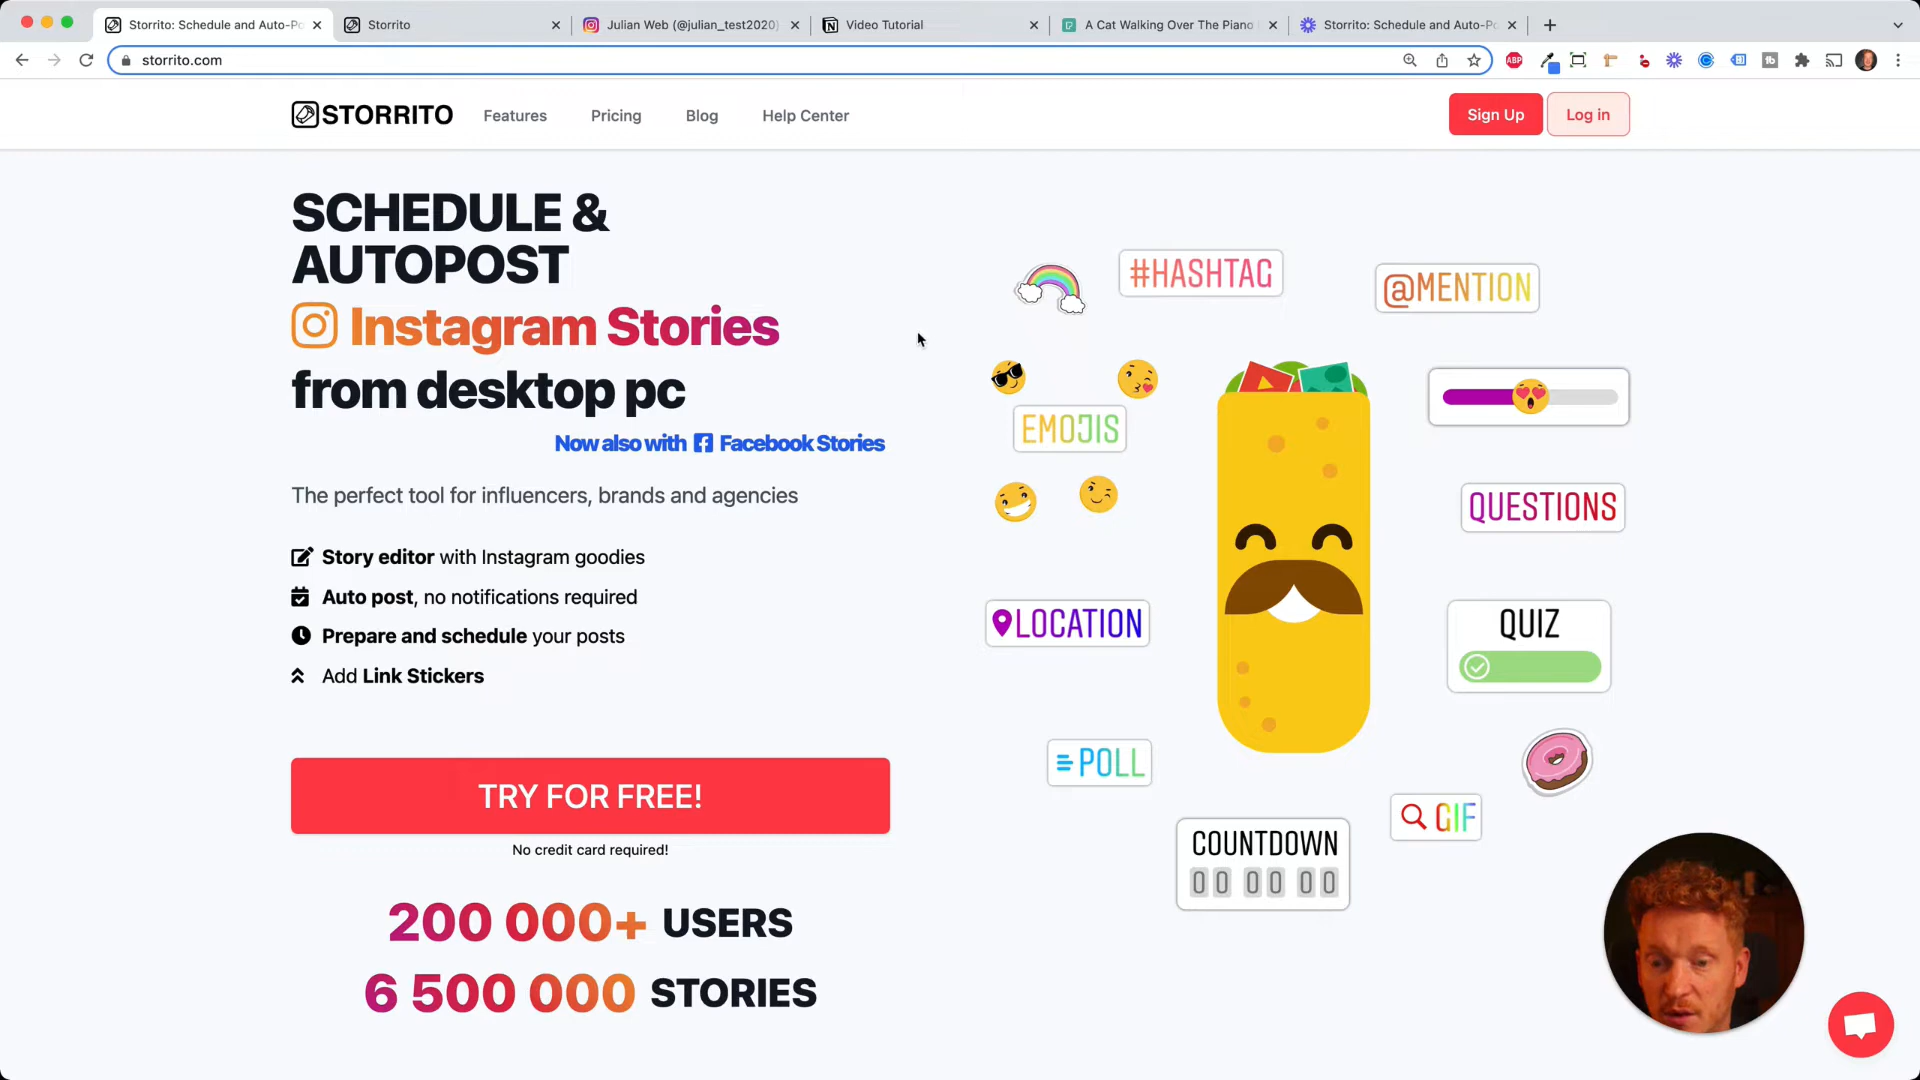 Storrito: Schedule and Auto-Po
Storrito
Julian Web (@julian_test2020)
Video Tutorial
A Cat Walking Over The Piano
Storrito: Schedule and Auto-Po
storrito.com
ABP
STORRITO
Features
Pricing
Blog
Help Center
Sign Up
Log in
SCHEDULE &
AUTOPOST
Instagram Stories
from desktop pc
Now also with Facebook Stories
The perfect tool for influencers, brands and agencies
Story editor with Instagram goodies
Auto post, no notifications required
Prepare and schedule your posts
Add Link Stickers
TRY FOR FREE!
No credit card required!
200 000+ USERS
6 500 000 STORIES
#HASHTAG
@MENTION
EMOJIS
QUESTIONS
LOCATION
QUIZ
POLL
GIF
COUNTDOWN
00 00 00